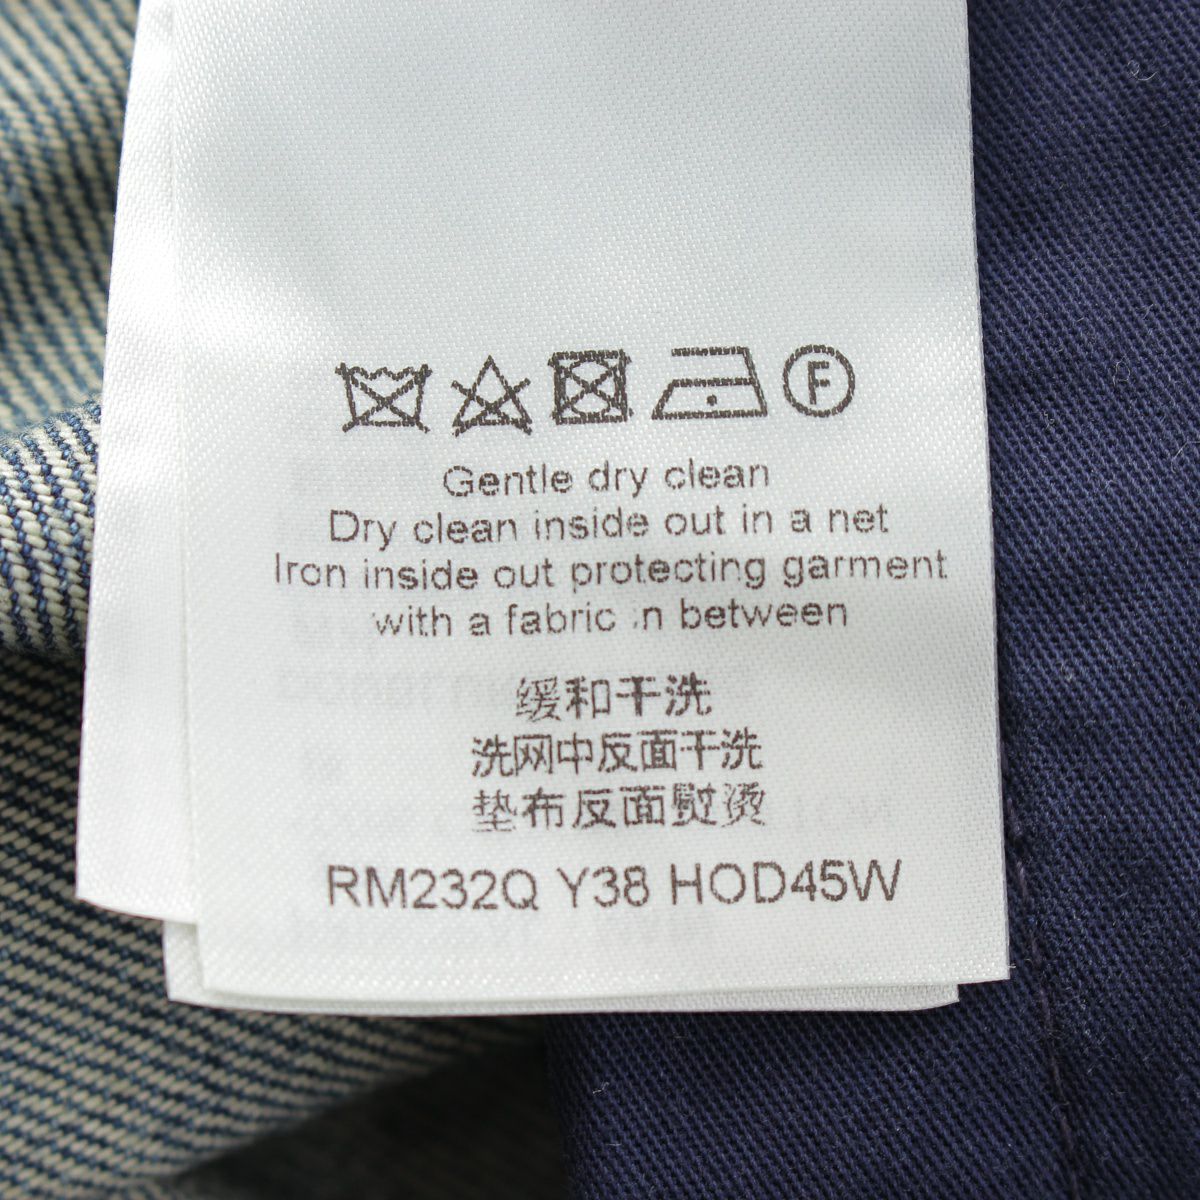 F
Gentle dry clean
Dry clean inside out in a net
Iron inside out protecting garment
with a fabric in between
缓和干洗
洗网中反面干洗
垫布反面熨烫
RM232Q Y38 HOD45W